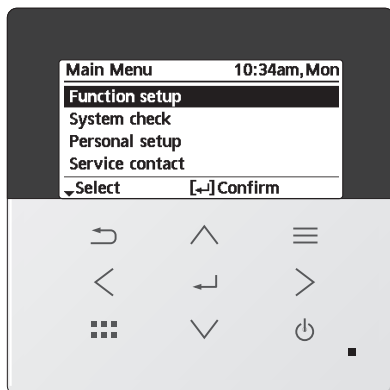 Main Menu 10:34am,Mon
Function setup
System check
Personal setup
Service contact
Select [↵]Confirm